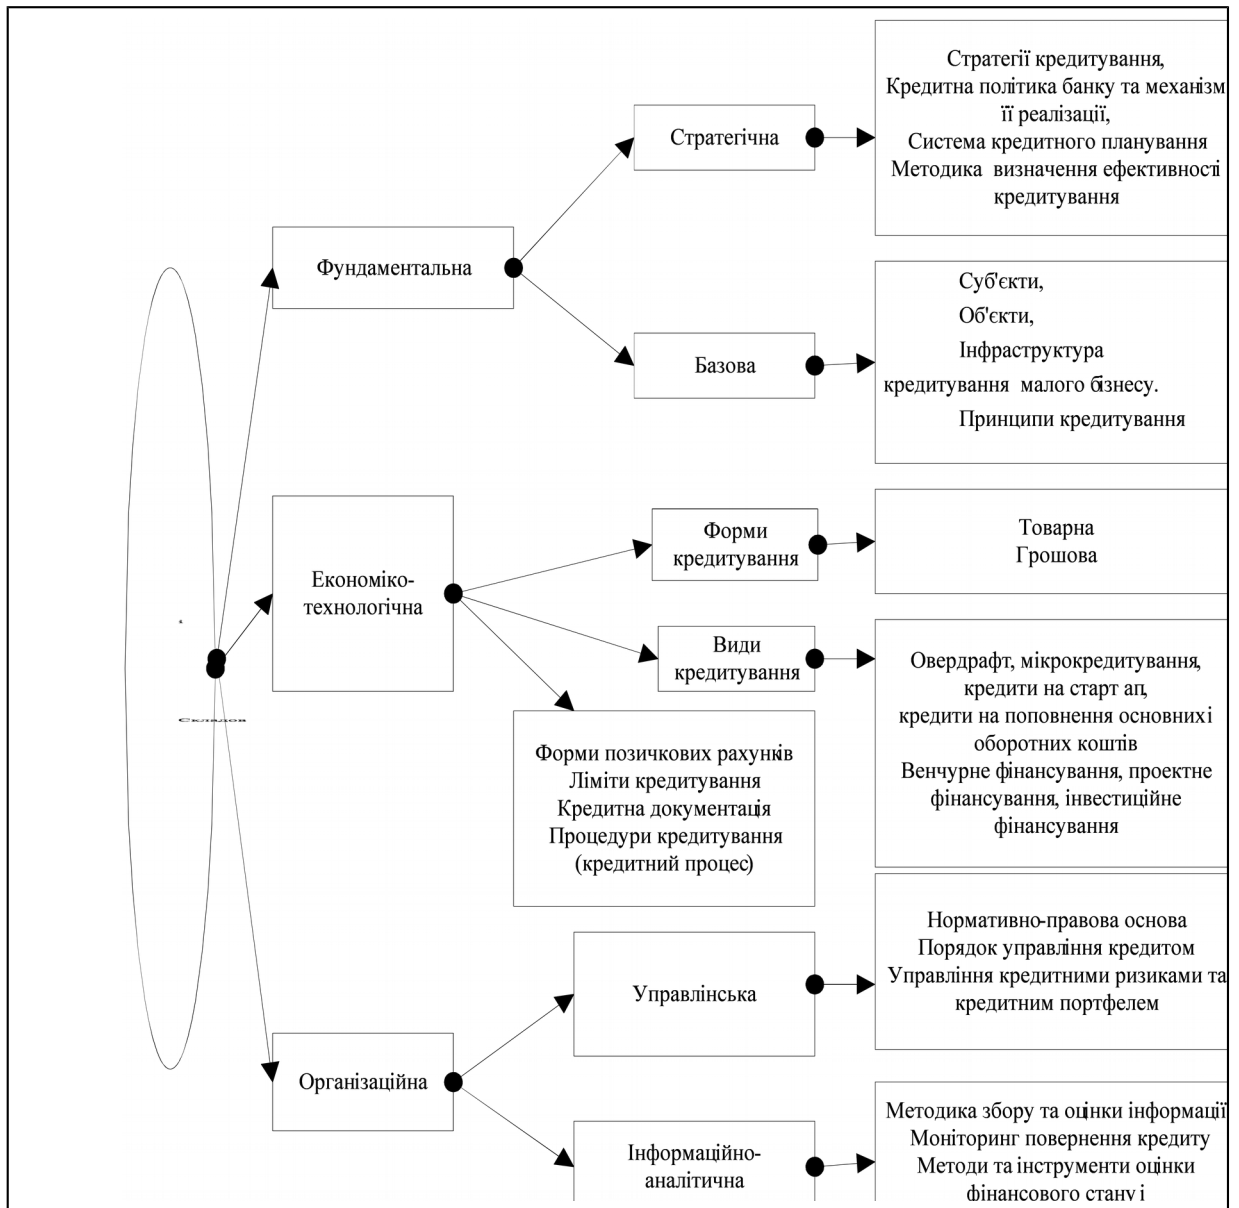 Стратегії кредитування,
Кредитна політика банку та механізм
її реалізації,
Система кредитного планування
Методика визначення ефективності
кредитування
Стратегічна
Фундаментальна
Базова
Суб'єкти,
Об'єкти,
Інфраструктура
кредитування малого бізнесу.
Принципи кредитування
Економіко-
технологічна
Форми
кредитування
Товарна
Грошова
Види
кредитування
Овердрафт, мікрокредитування,
кредити на старт ап,
кредити на поповнення основних і
оборотних коштів
Венчурне фінансування, проектне
фінансування, інвестиційне
фінансування
Форми позичкових рахунків
Ліміти кредитування
Кредитна документація
Процедури кредитування
(кредитний процес)
і
Складов
Організаційна
Управлінська
Нормативно-правова основа
Порядок управління кредитом
Управління кредитними ризиками та
кредитним портфелем
Інформаційно-
аналітична
Методика збору та оцінки інформації
Моніторинг повернення кредиту
Методи та інструменти оцінки
фінансового стану і